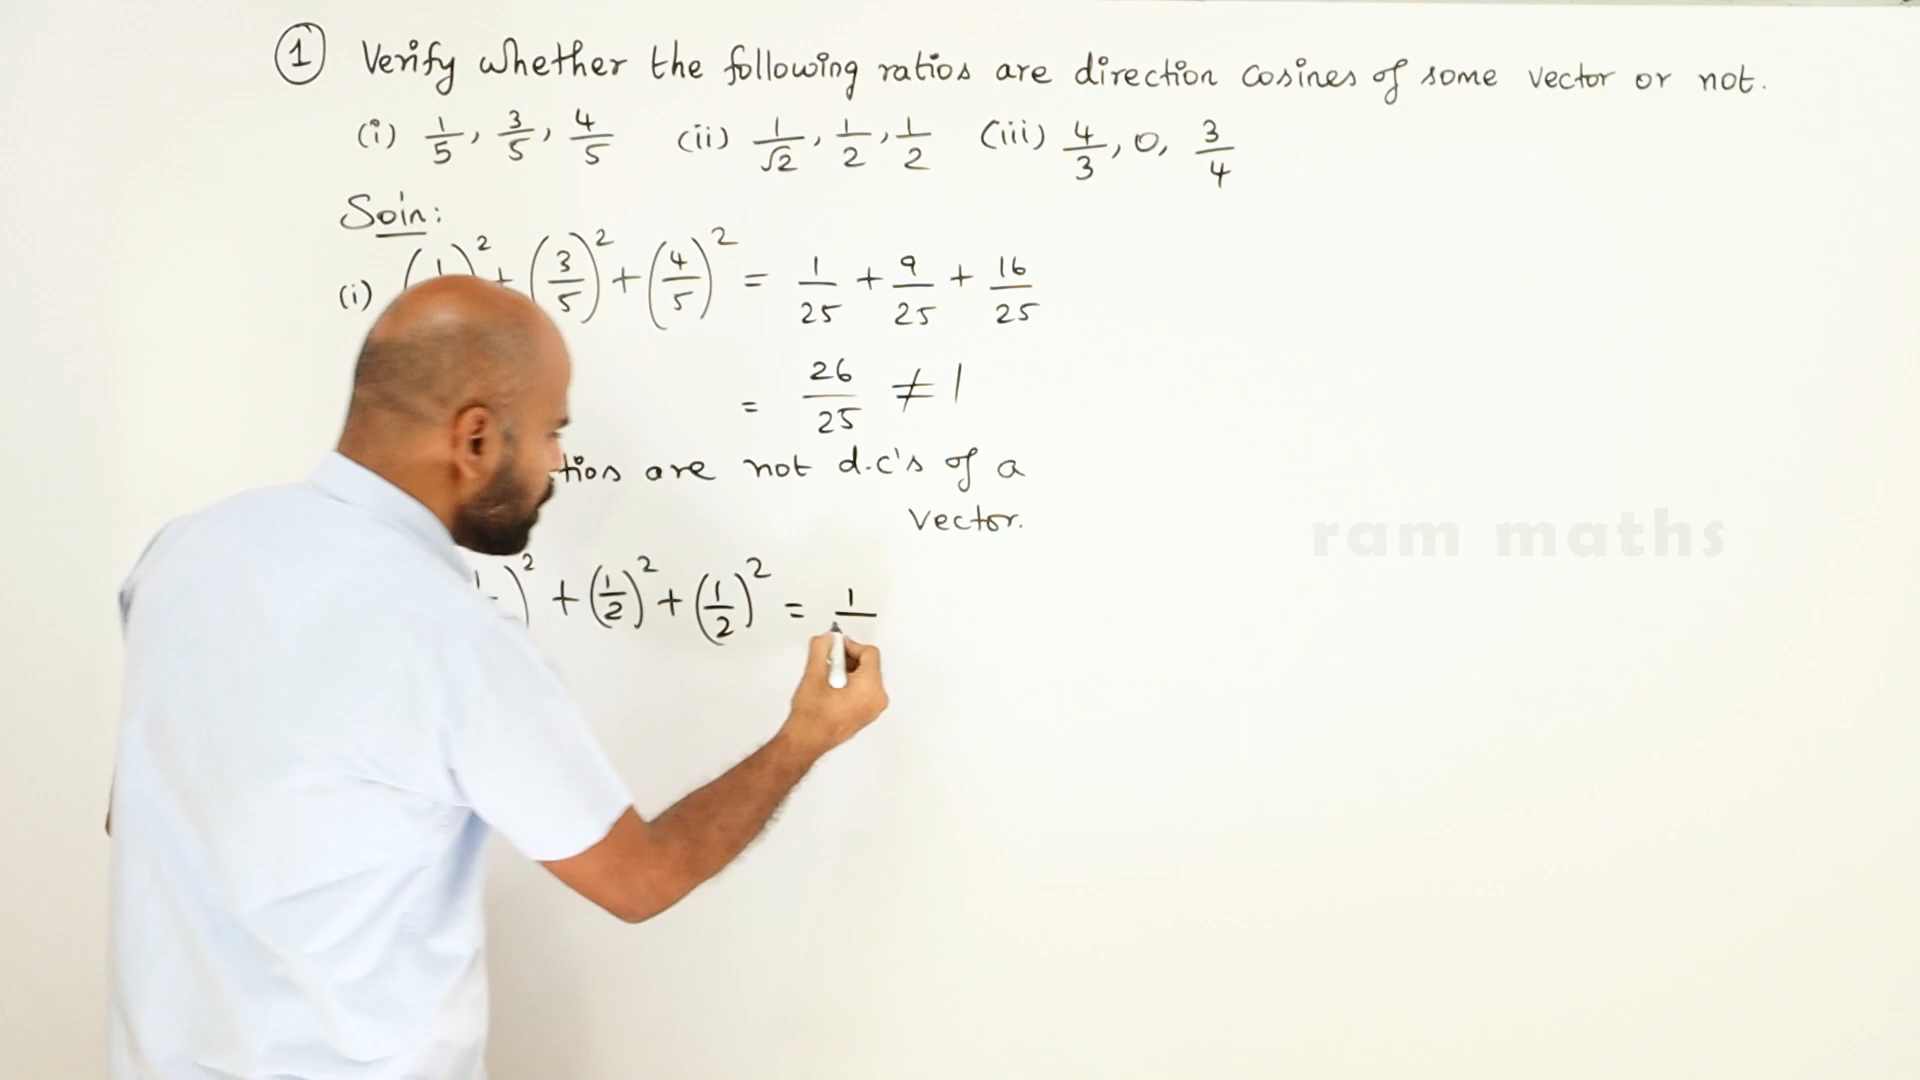 ① Verify whether the following ratios are direction cosines of some vector or not.
(i) 1/5, 3/5, 4/5 (ii) 1/√2, 1/2, 1/2 (iii) 4/3, 0, 3/4
Soln:
(i) + (3/5)² + (4/5)² = 1/25 + 9/25 + 16/25
= 26/25 ≠ 1
are not d.c's of a
vector.
² + (1/2)² + (1/2)² = 1
ram maths